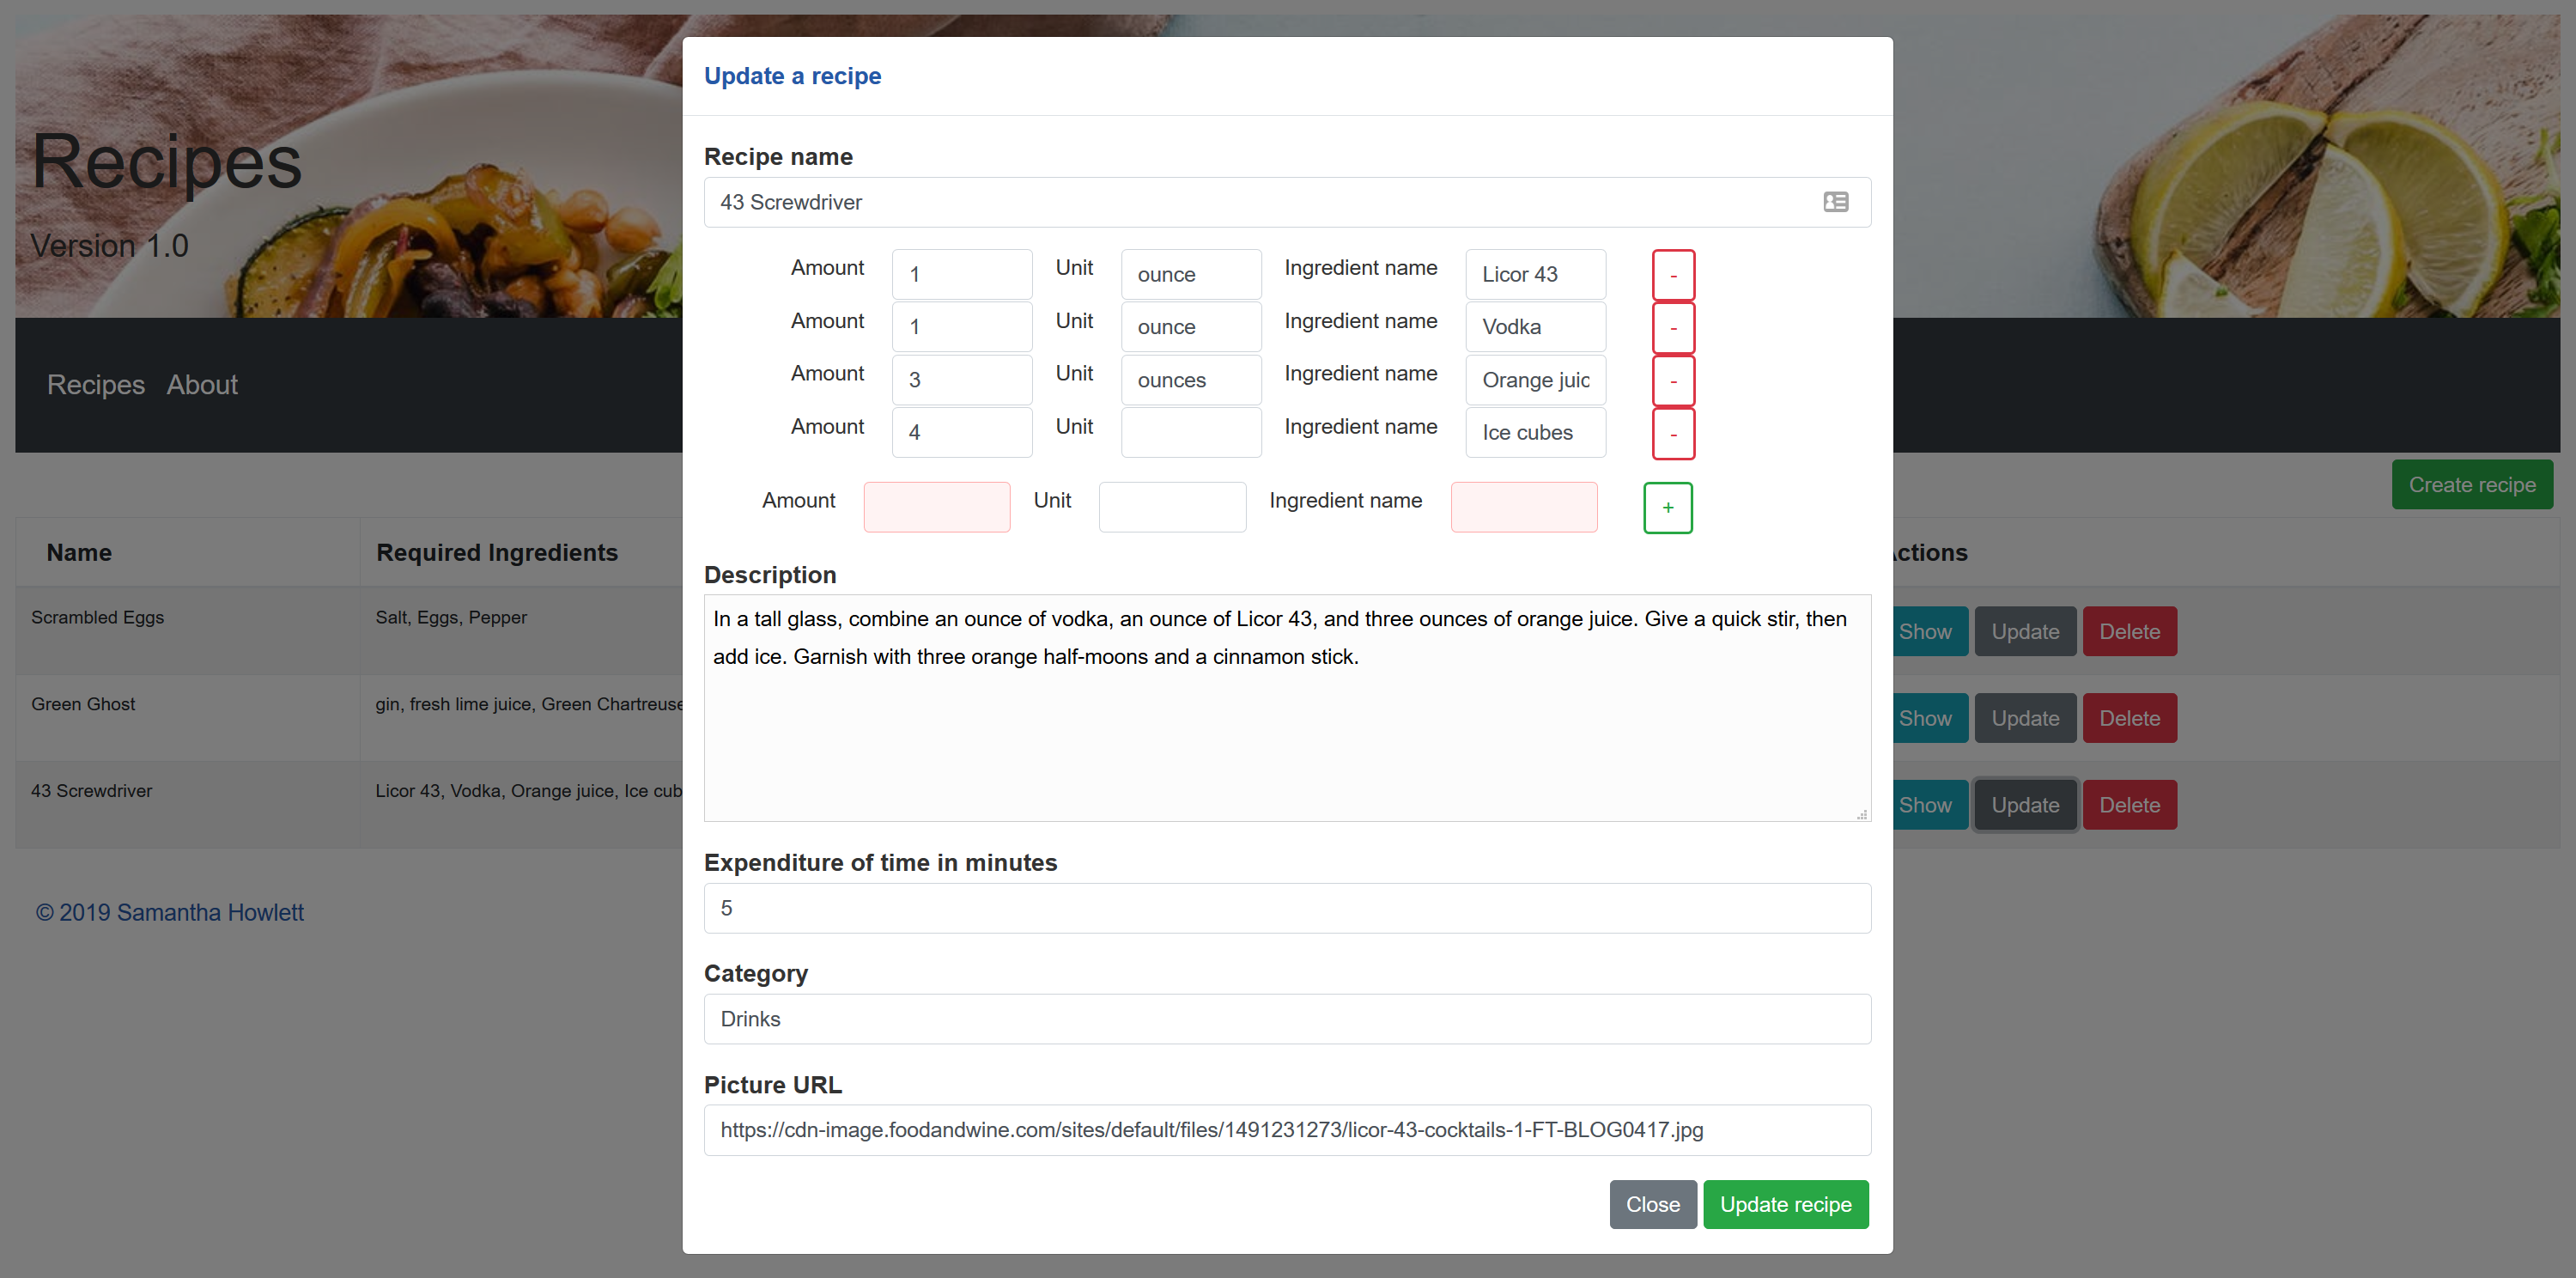 Recipes
Version 1.0
Recipes About
Create recipe
Name Required Ingredients ctions
Scrambled Eggs Salt, Eggs, Pepper Show Update Delete
Green Ghost gin, fresh lime juice, Green Chartreuse Show Update Delete
43 Screwdriver Licor 43, Vodka, Orange juice, Ice cub Show Update Delete
© 2019 Samantha Howlett
Update a recipe
Recipe name
43 Screwdriver
Amount 1 Unit ounce Ingredient name Licor 43 -
Amount 1 Unit ounce Ingredient name Vodka -
Amount 3 Unit ounces Ingredient name Orange juic -
Amount 4 Unit Ingredient name Ice cubes -
Amount Unit Ingredient name +
Description
In a tall glass, combine an ounce of vodka, an ounce of Licor 43, and three ounces of orange juice. Give a quick stir, then
add ice. Garnish with three orange half-moons and a cinnamon stick.
Expenditure of time in minutes
5
Category
Drinks
Picture URL
https://cdn-image.foodandwine.com/sites/default/files/1491231273/licor-43-cocktails-1-FT-BLOG0417.jpg
Close Update recipe